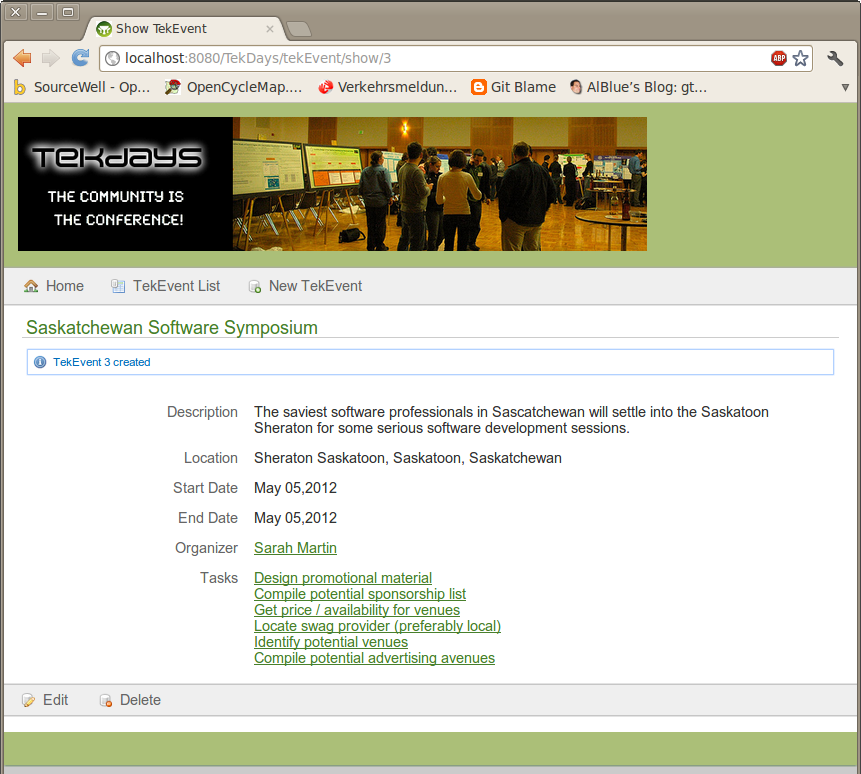 Show TekEvent
localhost:8080/TekDays/tekEvent/show/3
ABP
SourceWell - Op...
OpenCycleMap....
Verkehrsmeldun...
Git Blame
AlBlue's Blog: gt...
TEKDAYS
THE COMMUNITY IS
THE CONFERENCE!
Home
TekEvent List
New TekEvent
Saskatchewan Software Symposium
TekEvent 3 created
Description The saviest software professionals in Sascatchewan will settle into the Saskatoon
Sheraton for some serious software development sessions.
Location Sheraton Saskatoon, Saskatoon, Saskatchewan
Start Date May 05,2012
End Date May 05,2012
Organizer Sarah Martin
Tasks Design promotional material
Compile potential sponsorship list
Get price / availability for venues
Locate swag provider (preferably local)
Identify potential venues
Compile potential advertising avenues
Edit
Delete